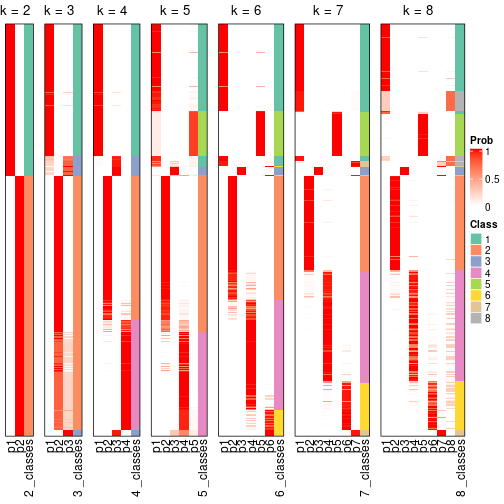 k = 2 k = 3 k = 4 k = 5 k = 6 k = 7 k = 8
Prob
1
0.5
0
Class
1
2
3
4
5
6
7
8
p1 p2 2_classes p1 p2 p3 3_classes p1 p2 p3 p4 4_classes p1 p2 p3 p4 p5 5_classes p1 p2 p3 p4 p5 p6 6_classes p1 p2 p3 p4 p5 p6 p7 7_classes p1 p2 p3 p4 p5 p6 p7 p8 8_classes